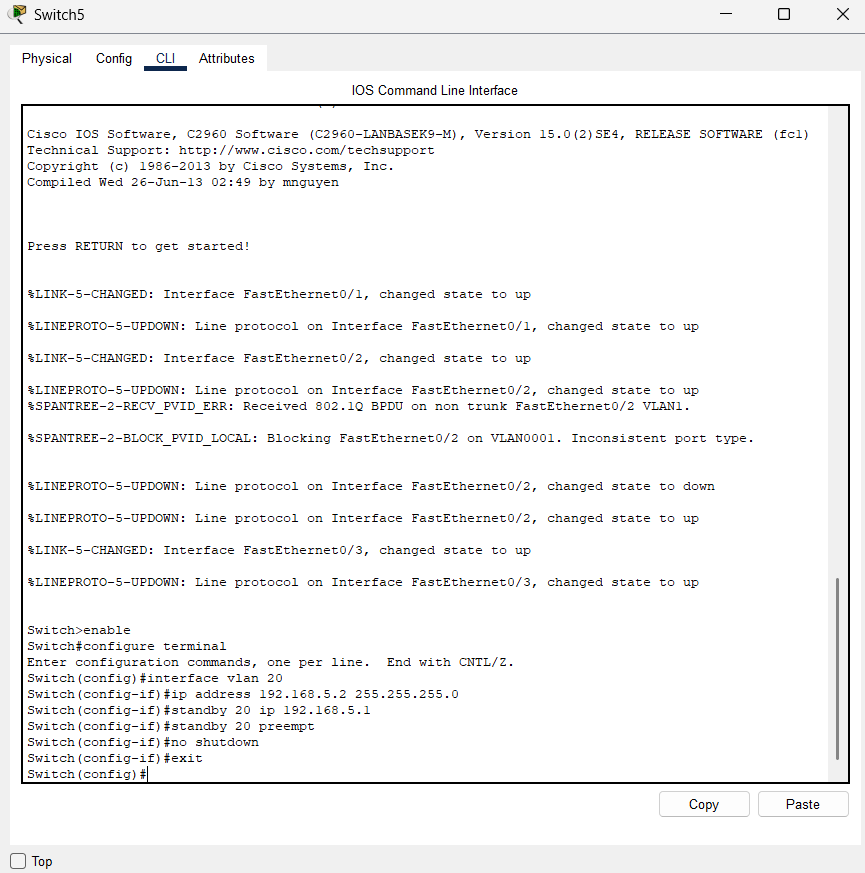 Switch5
Physical Config CLI Attributes
IOS Command Line Interface
Cisco IOS Software, C2960 Software (C2960-LANBASEK9-M), Version 15.0(2)SE4, RELEASE SOFTWARE (fc1)
Technical Support: http://www.cisco.com/techsupport
Copyright (c) 1986-2013 by Cisco Systems, Inc.
Compiled Wed 26-Jun-13 02:49 by mnguyen
Press RETURN to get started!
%LINK-5-CHANGED: Interface FastEthernet0/1, changed state to up
%LINEPROTO-5-UPDOWN: Line protocol on Interface FastEthernet0/1, changed state to up
%LINK-5-CHANGED: Interface FastEthernet0/2, changed state to up
%LINEPROTO-5-UPDOWN: Line protocol on Interface FastEthernet0/2, changed state to up
%SPANTREE-2-RECV_PVID_ERR: Received 802.1Q BPDU on non trunk FastEthernet0/2 VLAN1.
%SPANTREE-2-BLOCK_PVID_LOCAL: Blocking FastEthernet0/2 on VLAN0001. Inconsistent port type.
%LINEPROTO-5-UPDOWN: Line protocol on Interface FastEthernet0/2, changed state to down
%LINEPROTO-5-UPDOWN: Line protocol on Interface FastEthernet0/2, changed state to up
%LINK-5-CHANGED: Interface FastEthernet0/3, changed state to up
%LINEPROTO-5-UPDOWN: Line protocol on Interface FastEthernet0/3, changed state to up
Switch>enable
Switch#configure terminal
Enter configuration commands, one per line.  End with CNTL/Z.
Switch(config)#interface vlan 20
Switch(config-if)#ip address 192.168.5.2 255.255.255.0
Switch(config-if)#standby 20 ip 192.168.5.1
Switch(config-if)#standby 20 preempt
Switch(config-if)#no shutdown
Switch(config-if)#exit
Switch(config)#
Copy Paste
Top